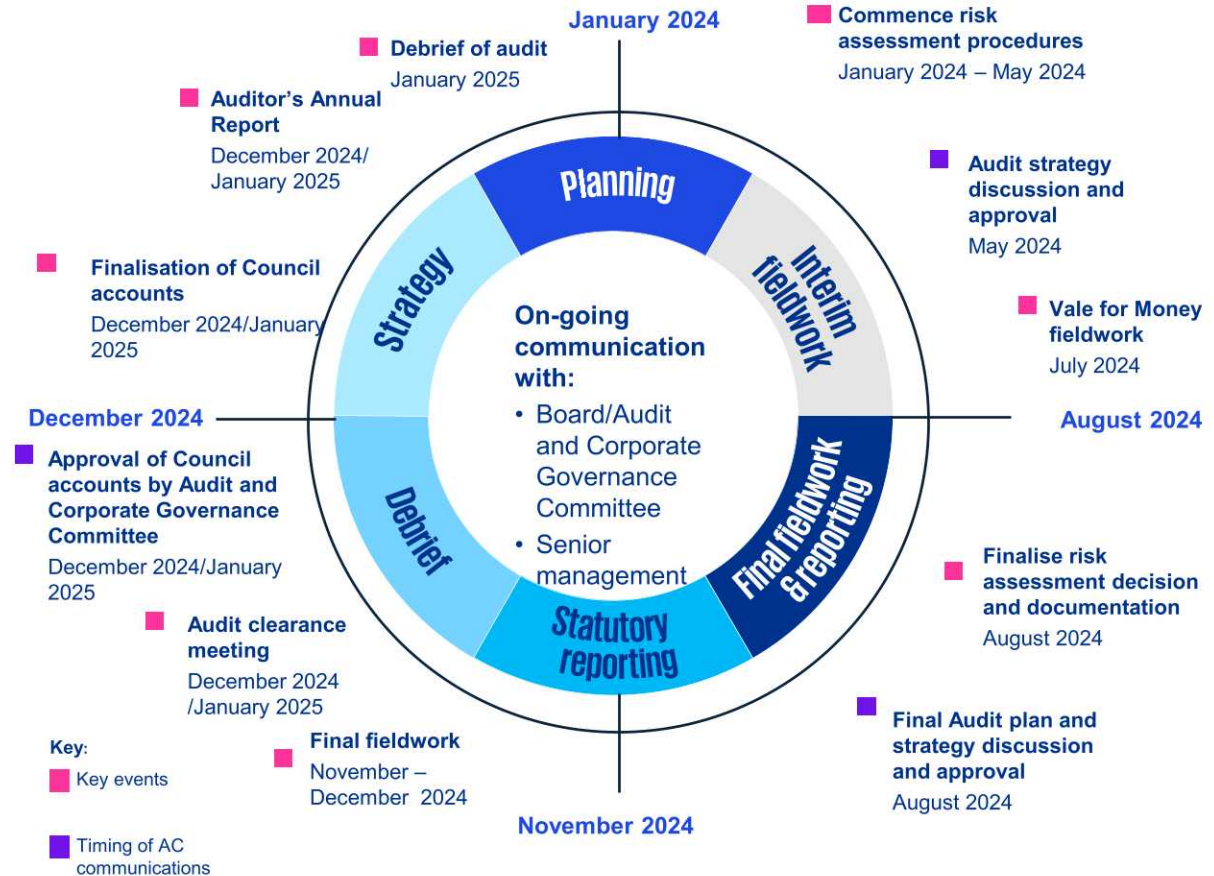 January 2024
Commence risk
assessment procedures
January 2024 – May 2024
Audit strategy
discussion and
approval
May 2024
Vale for Money
fieldwork
July 2024
August 2024
Finalise risk
assessment decision
and documentation
August 2024
Final Audit plan and
strategy discussion
and approval
August 2024
November 2024
Final fieldwork
November –
December 2024
Audit clearance
meeting
December 2024
/January 2025
Approval of Council
accounts by Audit and
Corporate Governance
Committee
December 2024/January
2025
December 2024
Finalisation of Council
accounts
December 2024/January
2025
Auditor's Annual
Report
December 2024/
January 2025
Debrief of audit
January 2025
Planning
Interim
fieldwork
Final fieldwork
& reporting
Statutory
reporting
Debrief
Strategy
On-going
communication
with:
• Board/Audit
and Corporate
Governance
Committee
• Senior
management
Key:
Key events
Timing of AC
communications